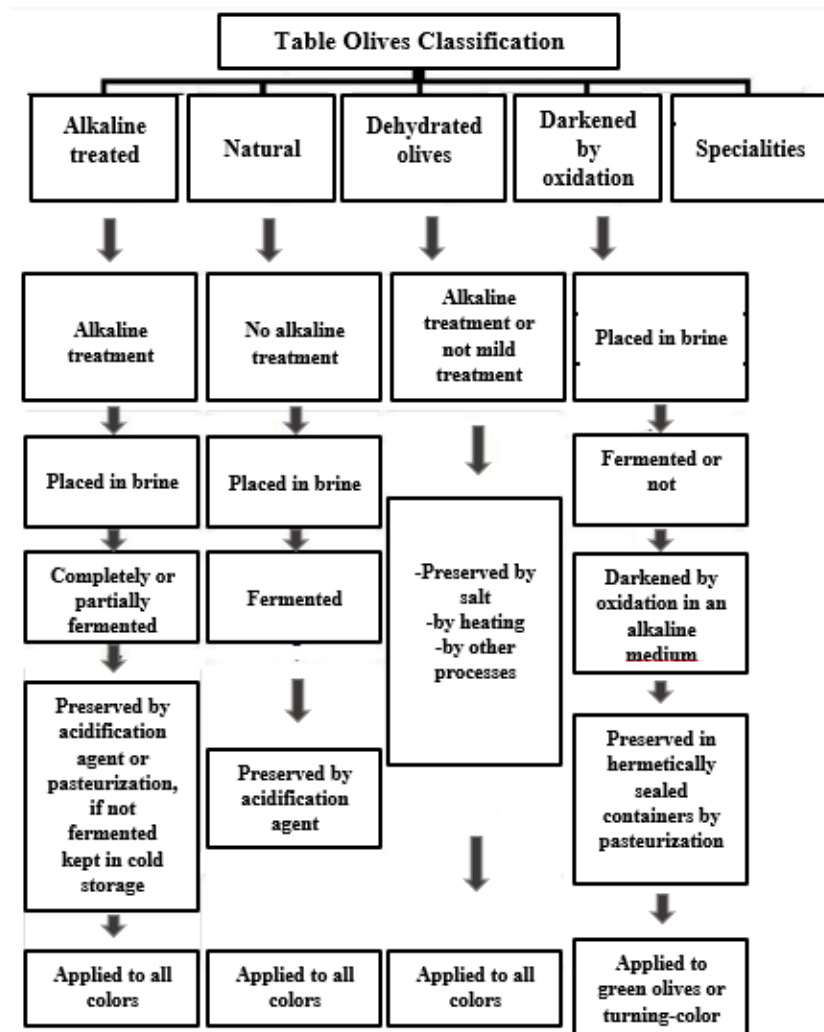 Table Olives Classification
Alkaline
treated
Natural
Dehydrated
olives
Darkened
by
oxidation
Specialities
Alkaline
treatment
No alkaline
treatment
Alkaline
treatment or
not mild
treatment
Placed in brine
Placed in brine
Placed in brine
Fermented or
not
Completely or
partially
fermented
Fermented
-Preserved by
salt
-by heating
-by other
processes
Darkened by
oxidation in an
alkaline
medium
Preserved by
acidification
agent or
pasteurization,
if not
fermented
kept in cold
storage
Preserved by
acidification
agent
Preserved in
hermetically
sealed
containers by
pasteurization
Applied to all
colors
Applied to all
colors
Applied to all
colors
Applied to
green olives or
turning-color